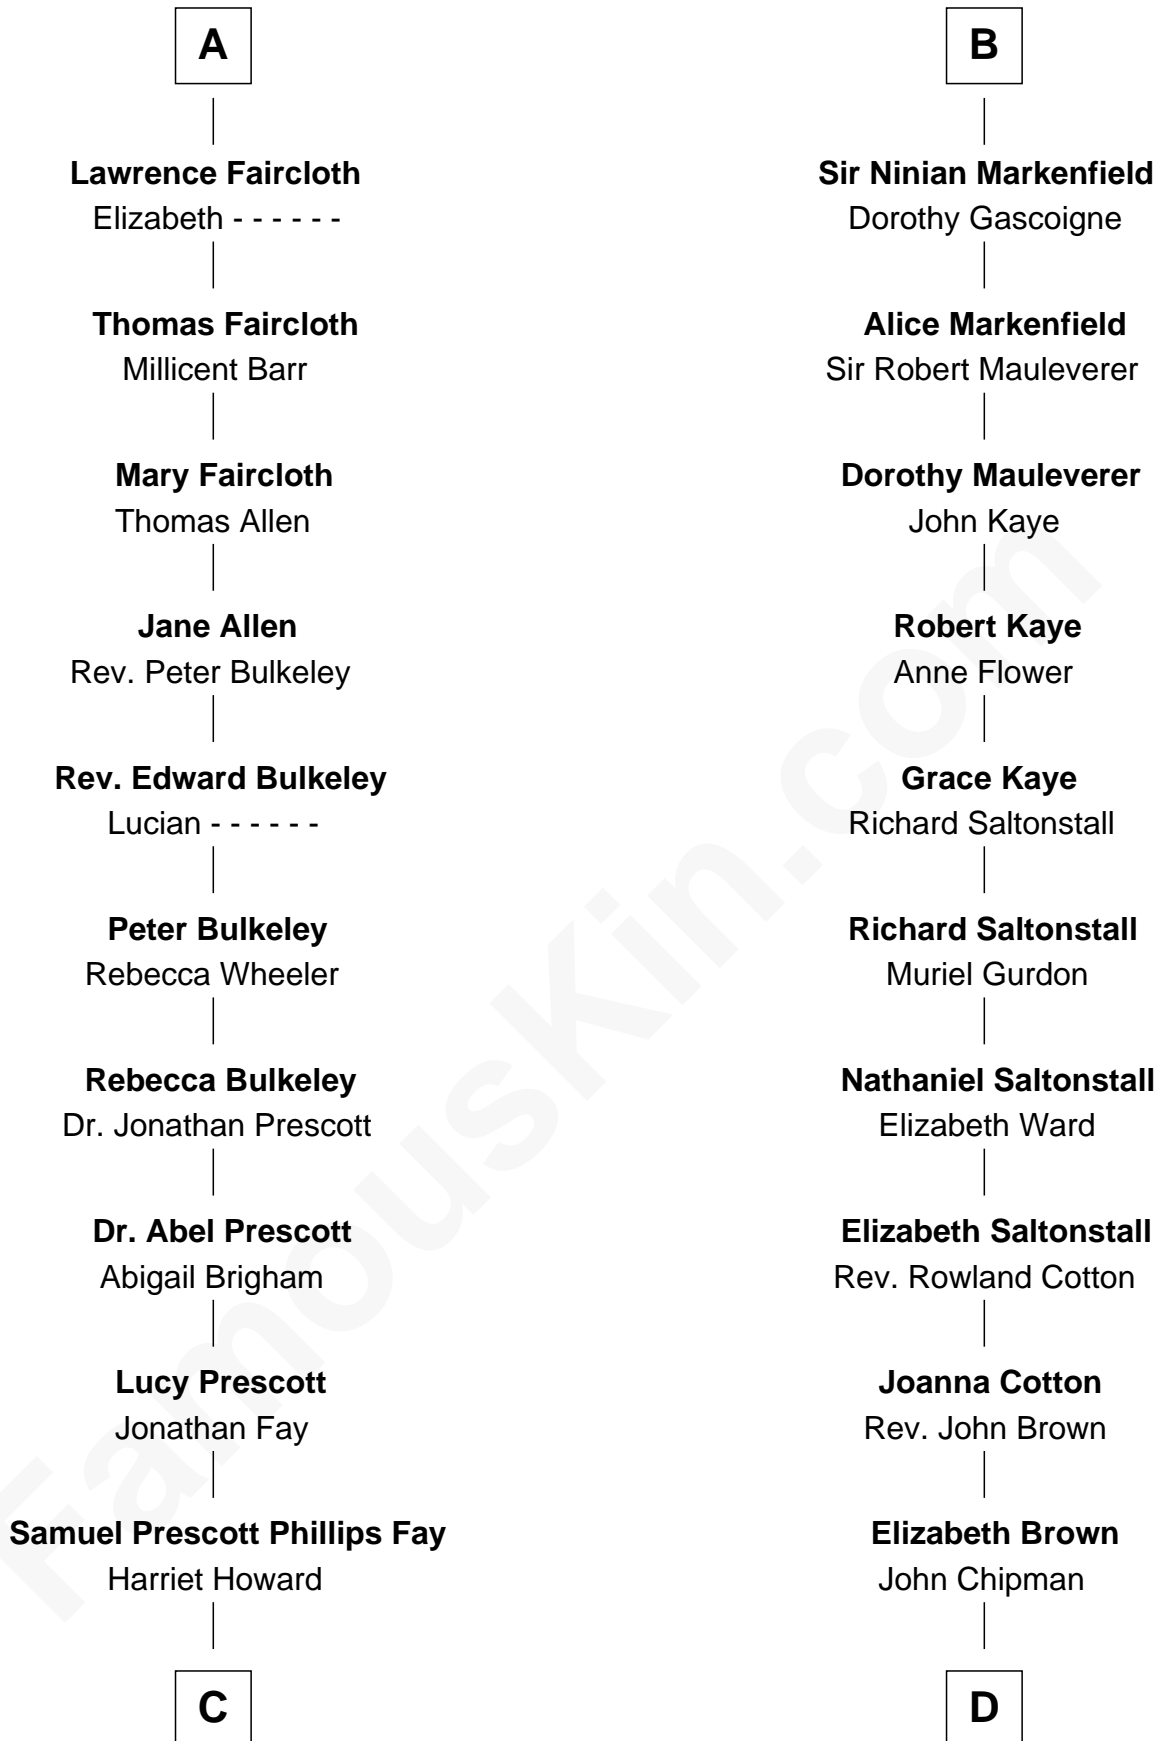 A
Lawrence Faircloth
Elizabeth - - - - - -
Thomas Faircloth
Millicent Barr
Mary Faircloth
Thomas Allen
Jane Allen
Rev. Peter Bulkeley
Rev. Edward Bulkeley
Lucian - - - - - -
Peter Bulkeley
Rebecca Wheeler
Rebecca Bulkeley
Dr. Jonathan Prescott
Dr. Abel Prescott
Abigail Brigham
Lucy Prescott
Jonathan Fay
Samuel Prescott Phillips Fay
Harriet Howard
C
B
Sir Ninian Markenfield
Dorothy Gascoigne
Alice Markenfield
Sir Robert Mauleverer
Dorothy Mauleverer
John Kaye
Robert Kaye
Anne Flower
Grace Kaye
Richard Saltonstall
Richard Saltonstall
Muriel Gurdon
Nathaniel Saltonstall
Elizabeth Ward
Elizabeth Saltonstall
Rev. Rowland Cotton
Joanna Cotton
Rev. John Brown
Elizabeth Brown
John Chipman
D
FamousKin.com